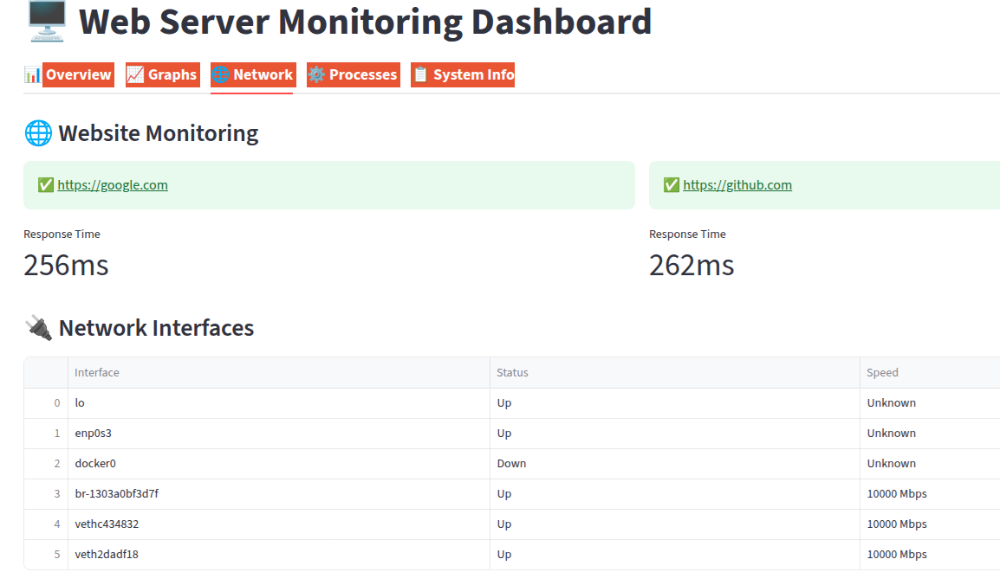 Web Server Monitoring Dashboard
Overview Graphs Network Processes System Info
Website Monitoring
https://google.com https://github.com
Response Time Response Time
256ms 262ms
Network Interfaces
Interface Status Speed
0 lo Up Unknown
1 enp0s3 Up Unknown
2 docker0 Down Unknown
3 br-1303a0bf3d7f Up 10000 Mbps
4 vethc434832 Up 10000 Mbps
5 veth2dadf18 Up 10000 Mbps